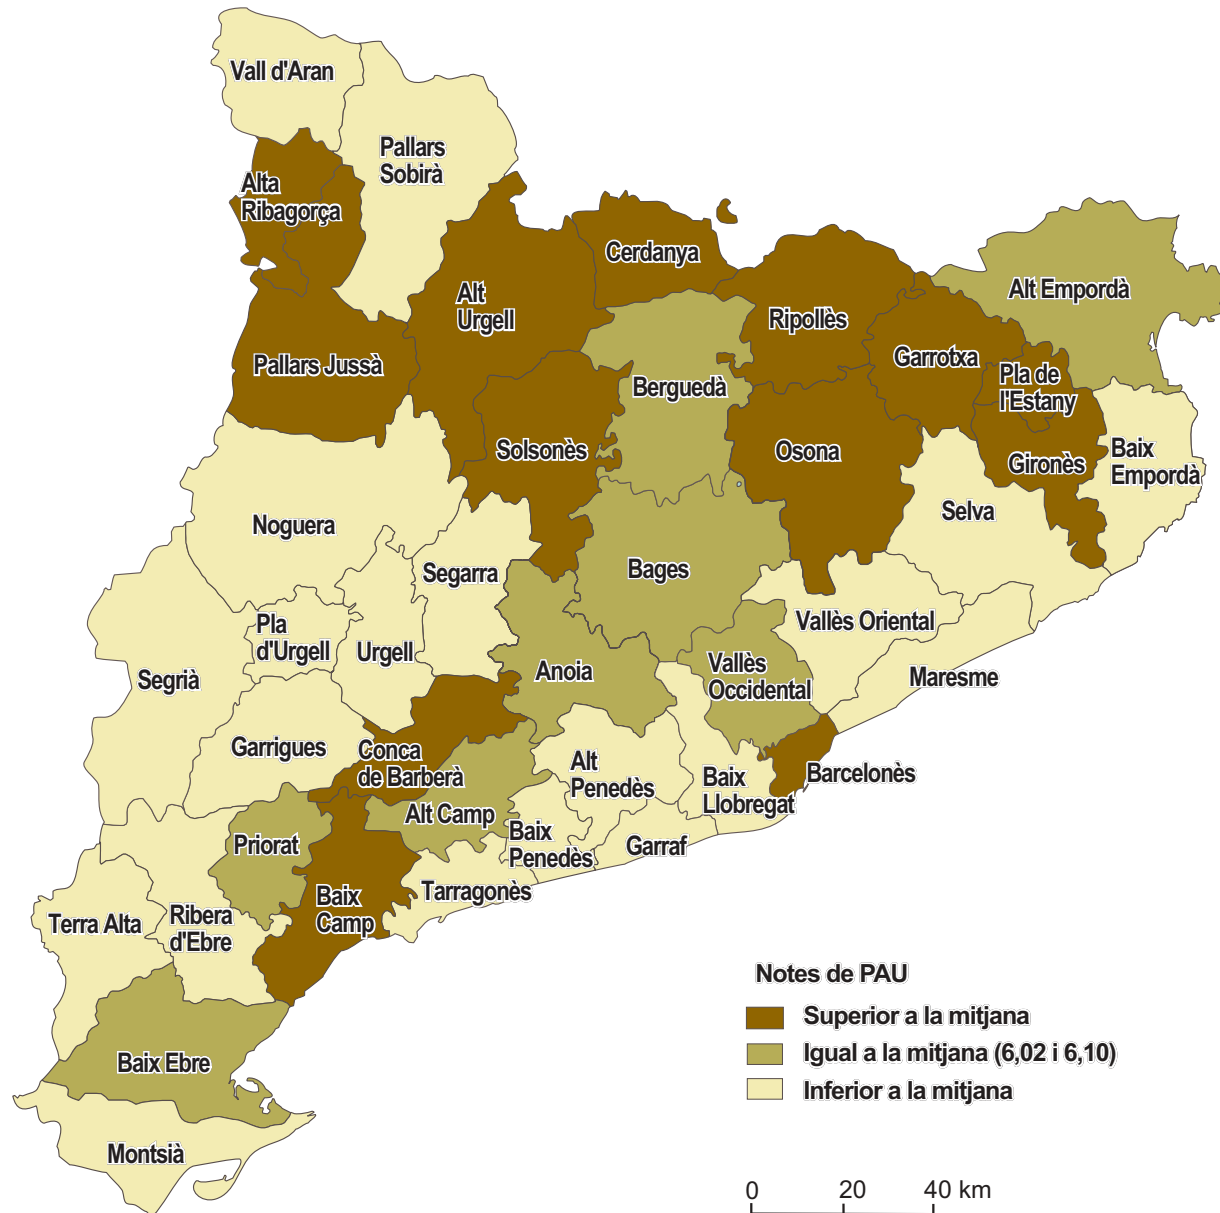 Vall d'Aran
Pallars
Sobirà
Alta
Ribagorça
Cerdanya
Alt
Urgell
Ripollès
Alt Empordà
Pallars Jussà
Garrotxa
Pla de
l'Estany
Berguedà
Solsonès
Osona
Gironès
Baix
Empordà
Noguera
Selva
Segarra
Bages
Pla
d'Urgell
Urgell
Vallès Oriental
Segrià
Anoia
Vallès
Occidental
Maresme
Garrigues
Conca
de Barberà
Alt
Penedès
Baix
Llobregat
Barcelonès
Alt Camp
Priorat
Baix
Penedès
Garraf
Tarragonès
Baix
Camp
Terra Alta
Ribera
d'Ebre
Baix Ebre
Montsià
Notes de PAU
Superior a la mitjana
Igual a la mitjana (6,02 i 6,10)
Inferior a la mitjana
0 20 40 km